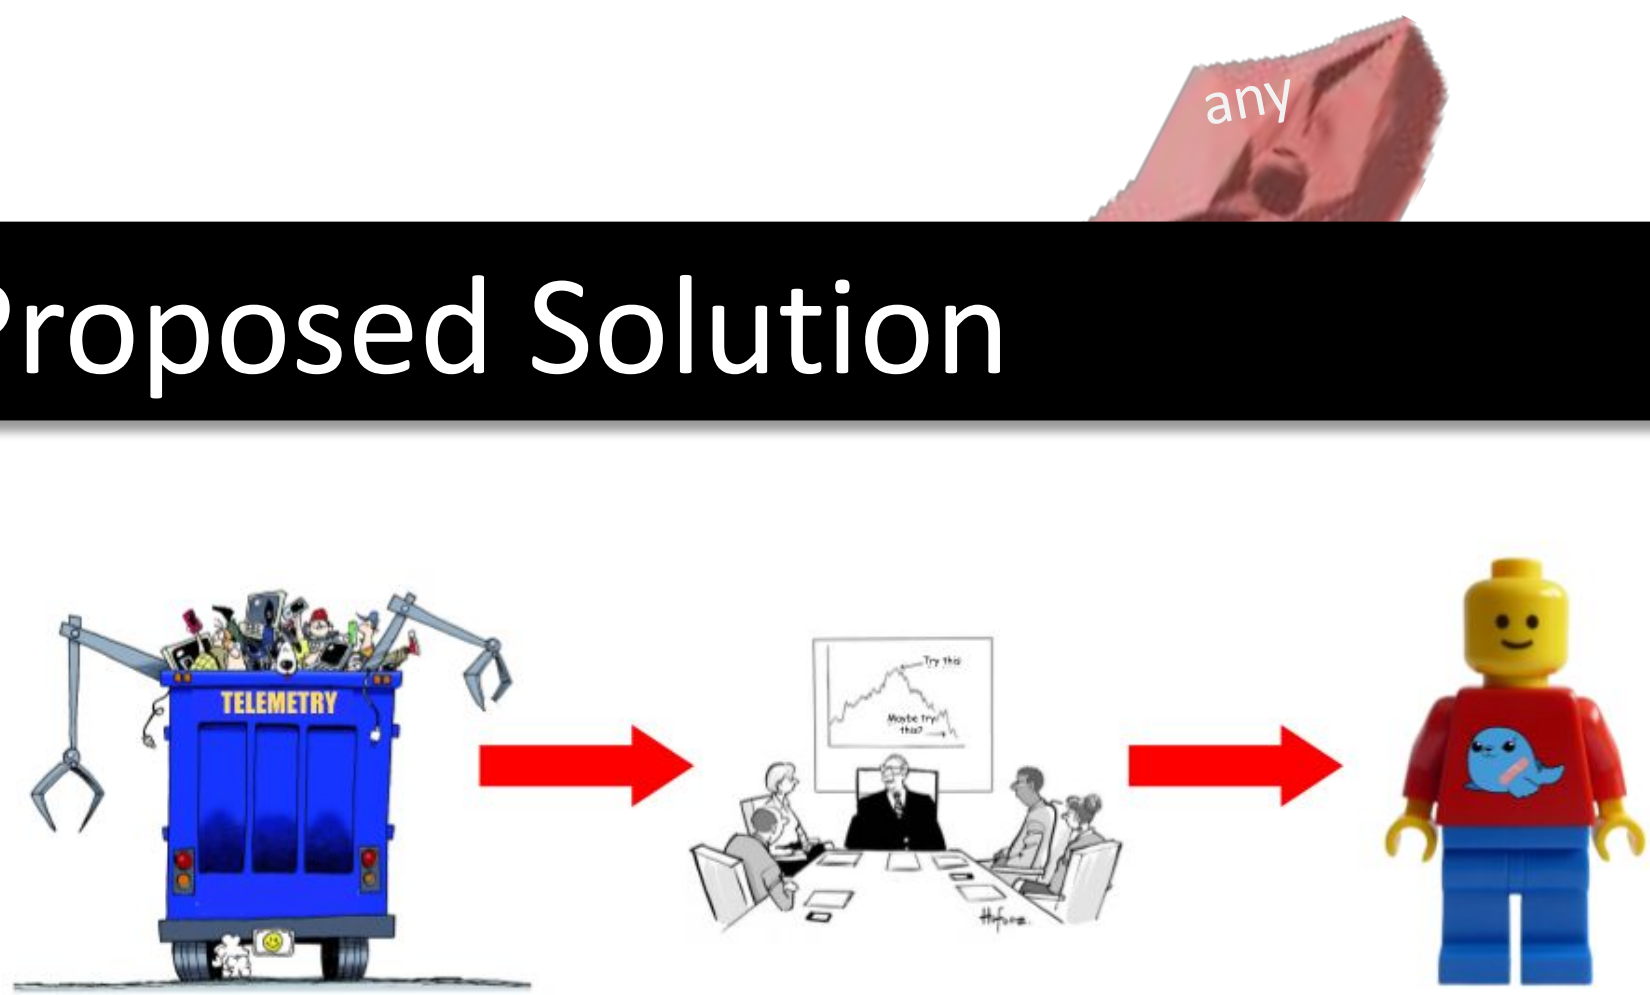 any
Proposed Solution
TELEMETRY
Try this
Maybe try
this?